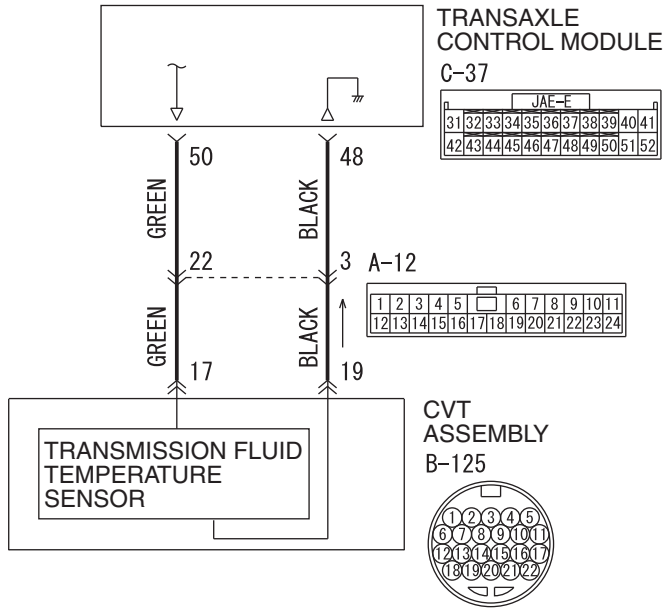 TRANSAXLE
CONTROL MODULE
C-37
JAE-E
31 32 33 34 35 36 37 38 39 40 41
42 43 44 45 46 47 48 49 50 51 52
50
48
GREEN
BLACK
22
3
A-12
1 2 3 4 5 6 7 8 9 10 11
12 13 14 15 16 17 18 19 20 21 22 23 24
GREEN
BLACK
17
19
CVT
ASSEMBLY
B-125
TRANSMISSION FLUID
TEMPERATURE
SENSOR
1 2 3 4 5
6 7 8 9 10 11
12 13 14 15 16 17
18 19 20 21 22